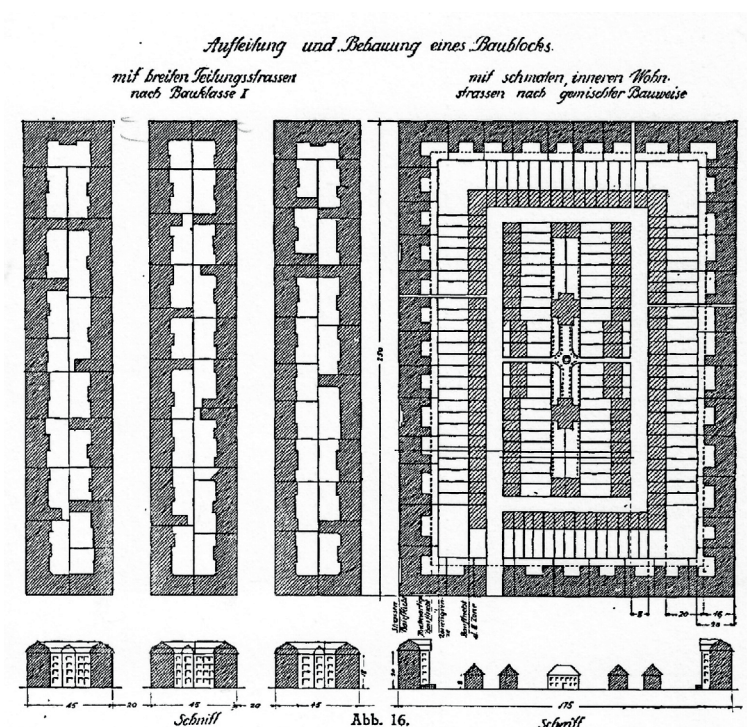 Aufteilung und Bebauung eines Baublocks.
mit breiten Teilungsstrassen
nach Bauklasse I
mit schmalen, inneren Wohn-
strassen nach gemischter Bauweise
250
8
20
16
20
45
20
45
20
45
175
Schnitt
Abb. 16.
Schnitt